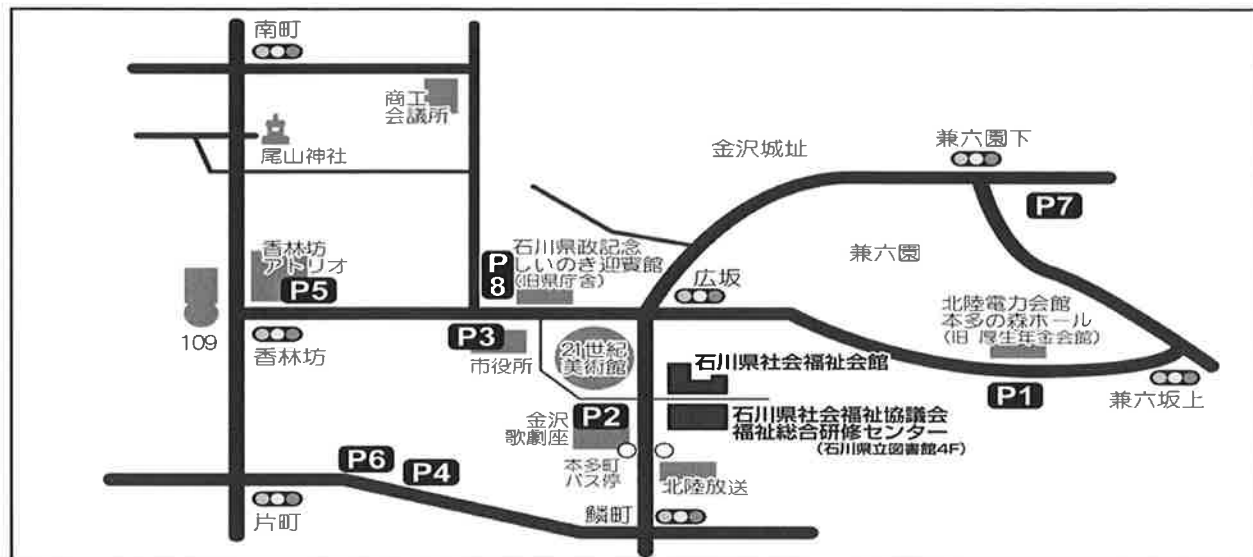 南町
商工
会議所
尾山神社
金沢城址
兼六園下
P7
香林坊
アトリオ
P5
P
8
石川県政記念
しいのき迎賓館
(旧県庁舎)
広坂
兼六園
北陸電力会館
本多の森ホール
(旧 厚生年金会館)
109
香林坊
P3
市役所
21世紀
美術館
石川県社会福祉会館
P1
兼六坂上
金沢
歌劇座
P2
石川県社会福祉協議会
福祉総合研修センター
(石川県立図書館4F)
P6
P4
本多町
バス停
北陸放送
片町
鱗町